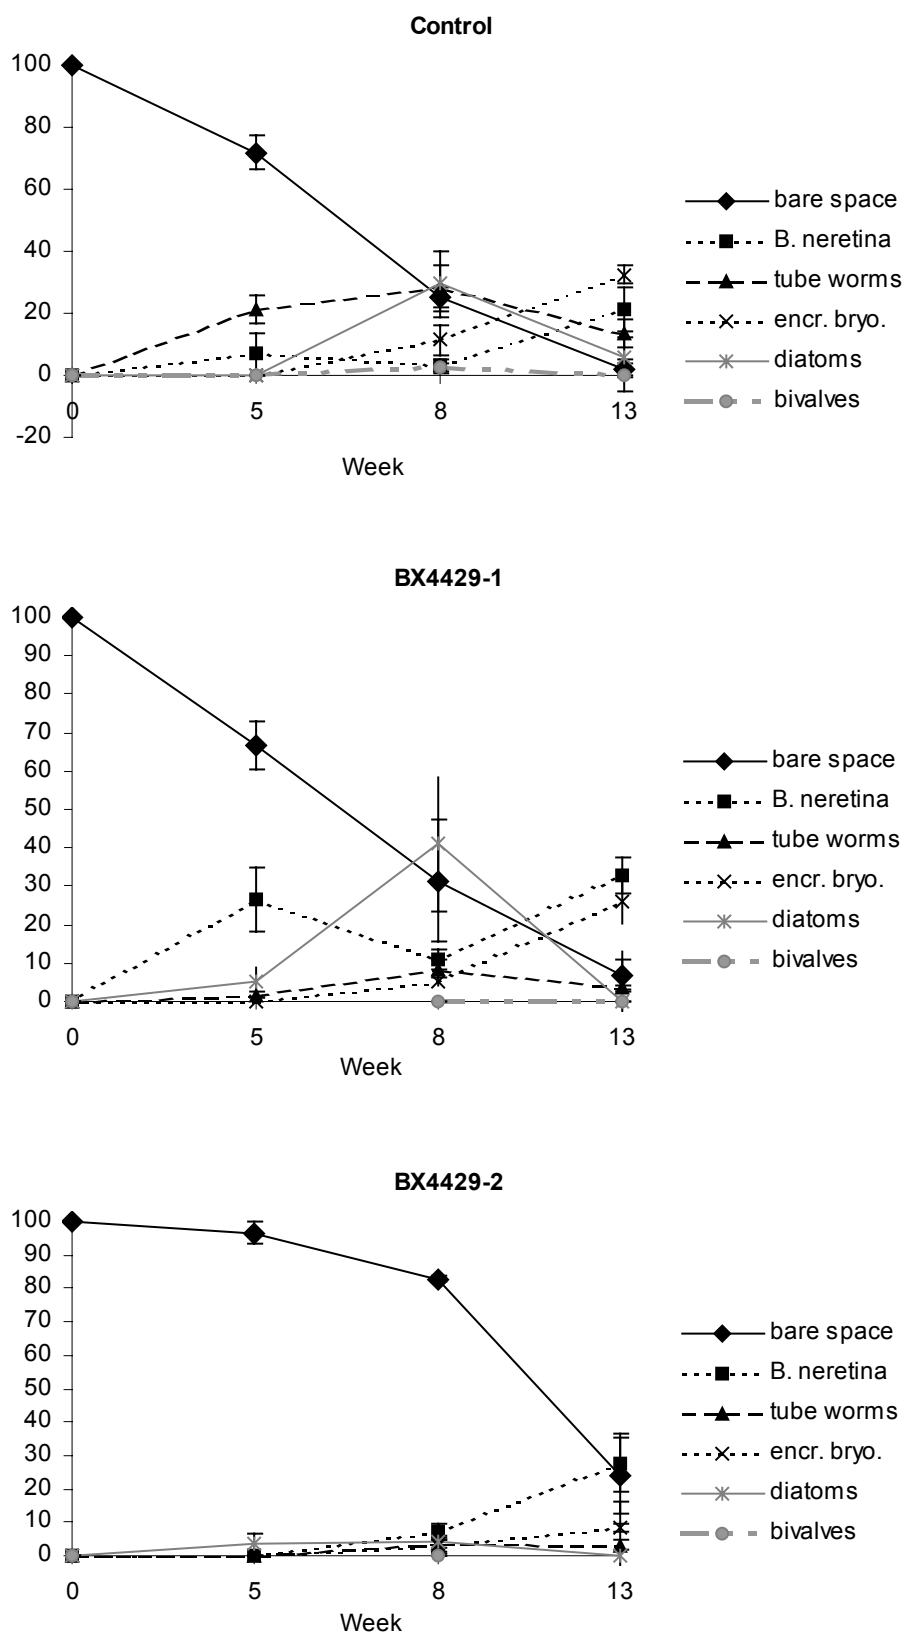 Control
100
80
60
40
20
0
-20
0 5 8 13
Week
bare space
B. neretina
tube worms
encr. bryo.
diatoms
bivalves
BX4429-1
100
90
80
70
60
50
40
30
20
10
0
0 5 8 13
Week
bare space
B. neretina
tube worms
encr. bryo.
diatoms
bivalves
BX4429-2
100
90
80
70
60
50
40
30
20
10
0
0 5 8 13
Week
bare space
B. neretina
tube worms
encr. bryo.
diatoms
bivalves